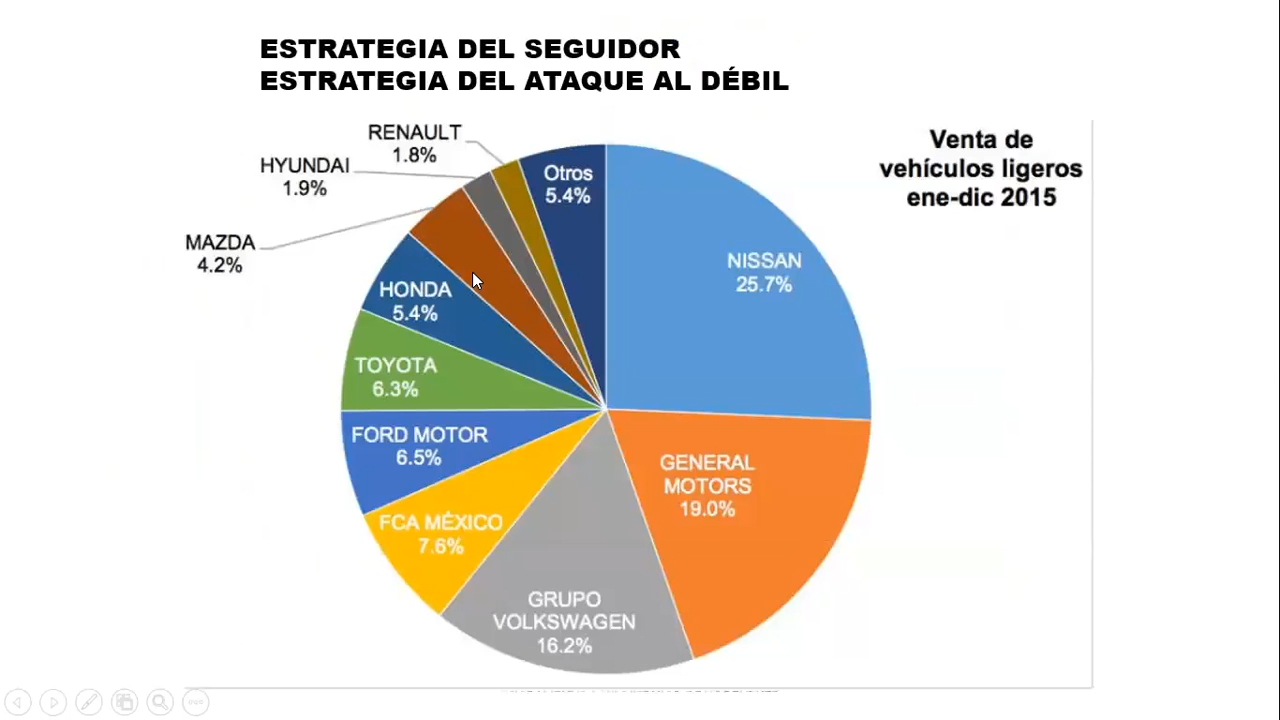 ESTRATEGIA DEL SEGUIDOR
ESTRATEGIA DEL ATAQUE AL DÉBIL
Venta de
vehículos ligeros
ene-dic 2015
RENAULT
1.8%
HYUNDAI
1.9%
MAZDA
4.2%
Otros
5.4%
NISSAN
25.7%
HONDA
5.4%
TOYOTA
6.3%
FORD MOTOR
6.5%
GENERAL
MOTORS
19.0%
FCA MÉXICO
7.6%
GRUPO
VOLKSWAGEN
16.2%